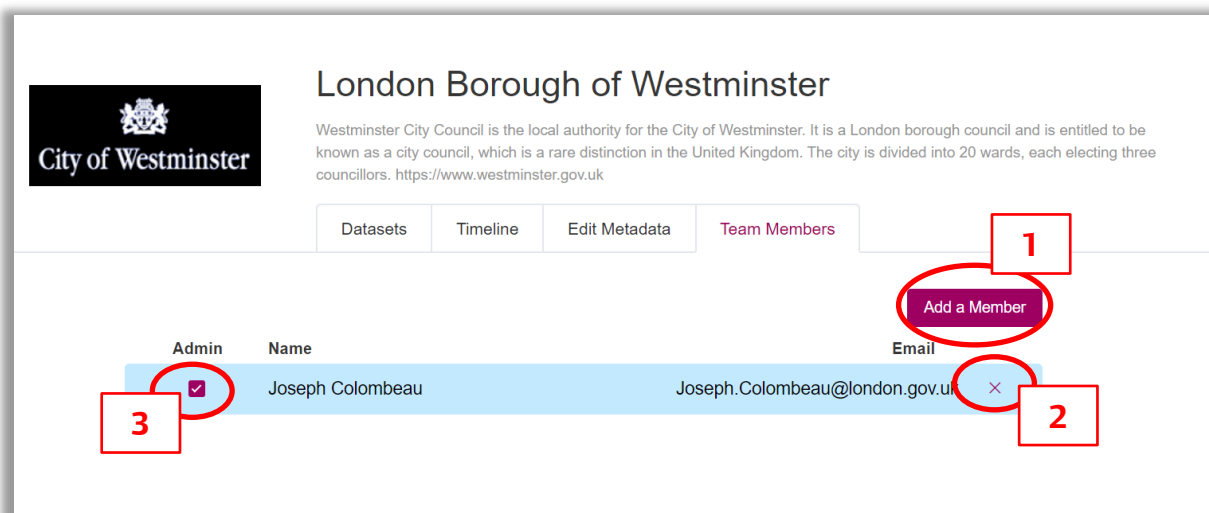 London Borough of Westminster
City of Westminster
Westminster City Council is the local authority for the City of Westminster. It is a London borough council and is entitled to be
known as a city council, which is a rare distinction in the United Kingdom. The city is divided into 20 wards, each electing three
councillors. https://www.westminster.gov.uk
Datasets Timeline Edit Metadata Team Members
1
Add a Member
Admin Name Email
Joseph Colombeau Joseph.Colombeau@london.gov.uk
3
2